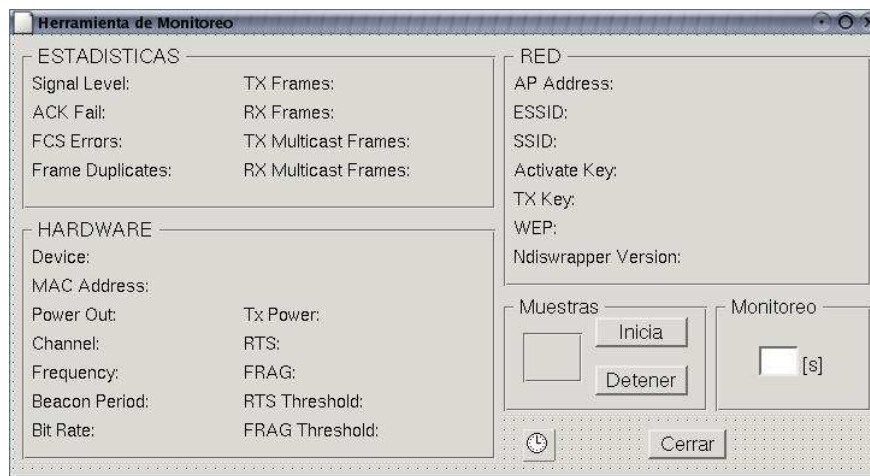 Herramienta de Monitoreo
ESTADISTICAS
Signal Level: TX Frames:
ACK Fail: RX Frames:
FCS Errors: TX Multicast Frames:
Frame Duplicates: RX Multicast Frames:
HARDWARE
Device:
MAC Address:
Power Out: Tx Power:
Channel: RTS:
Frequency: FRAG:
Beacon Period: RTS Threshold:
Bit Rate: FRAG Threshold:
RED
AP Address:
ESSID:
SSID:
Activate Key:
TX Key:
WEP:
Ndiswrapper Version:
Muestras
Inicia
Detener
Monitoreo
[s]
Cerrar